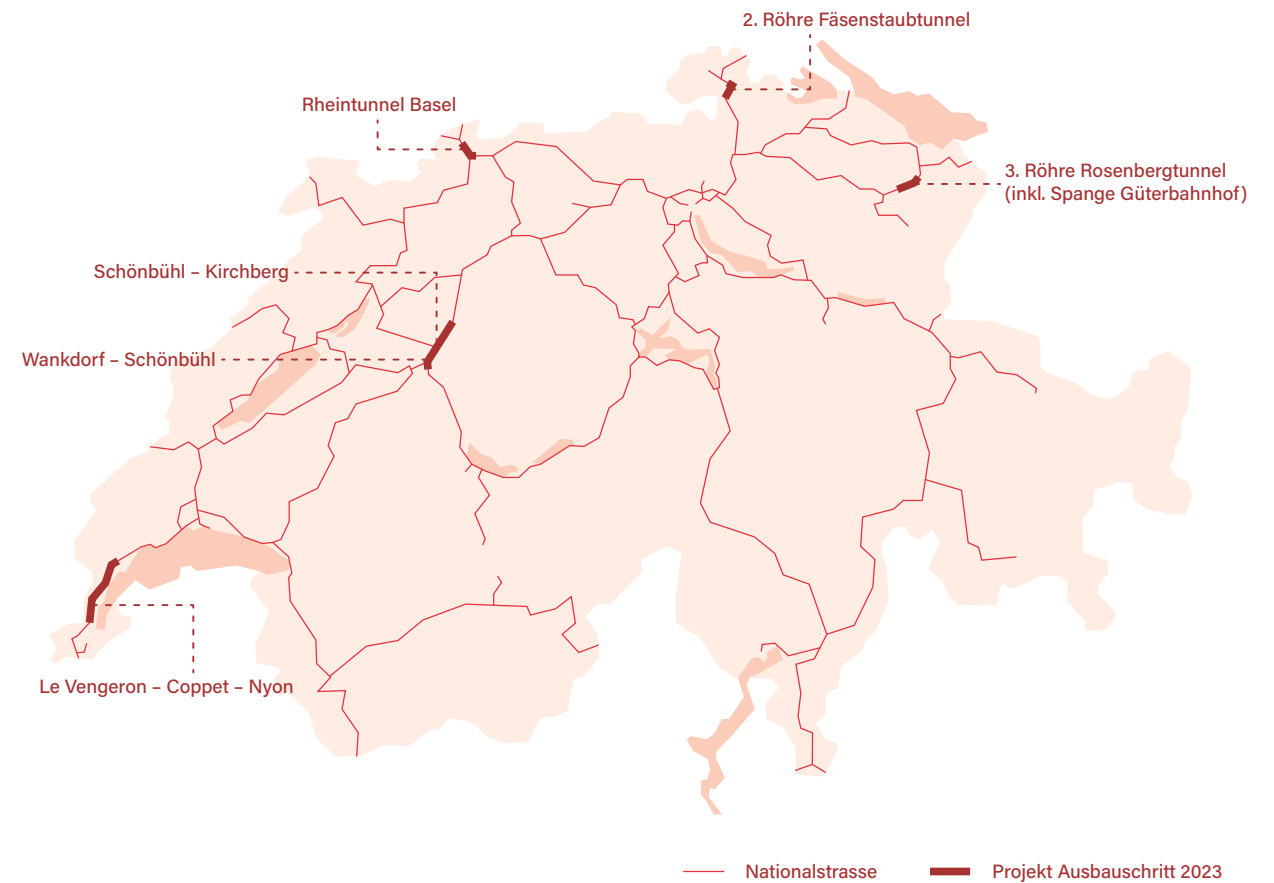 2. Röhre Fäsenstaubtunnel
Rheintunnel Basel
3. Röhre Rosenbergtunnel
(inkl. Spange Güterbahnhof)
Schönbühl – Kirchberg
Wankdorf – Schönbühl
Le Vengeron – Coppet – Nyon
Nationalstrasse
Projekt Ausbauschritt 2023